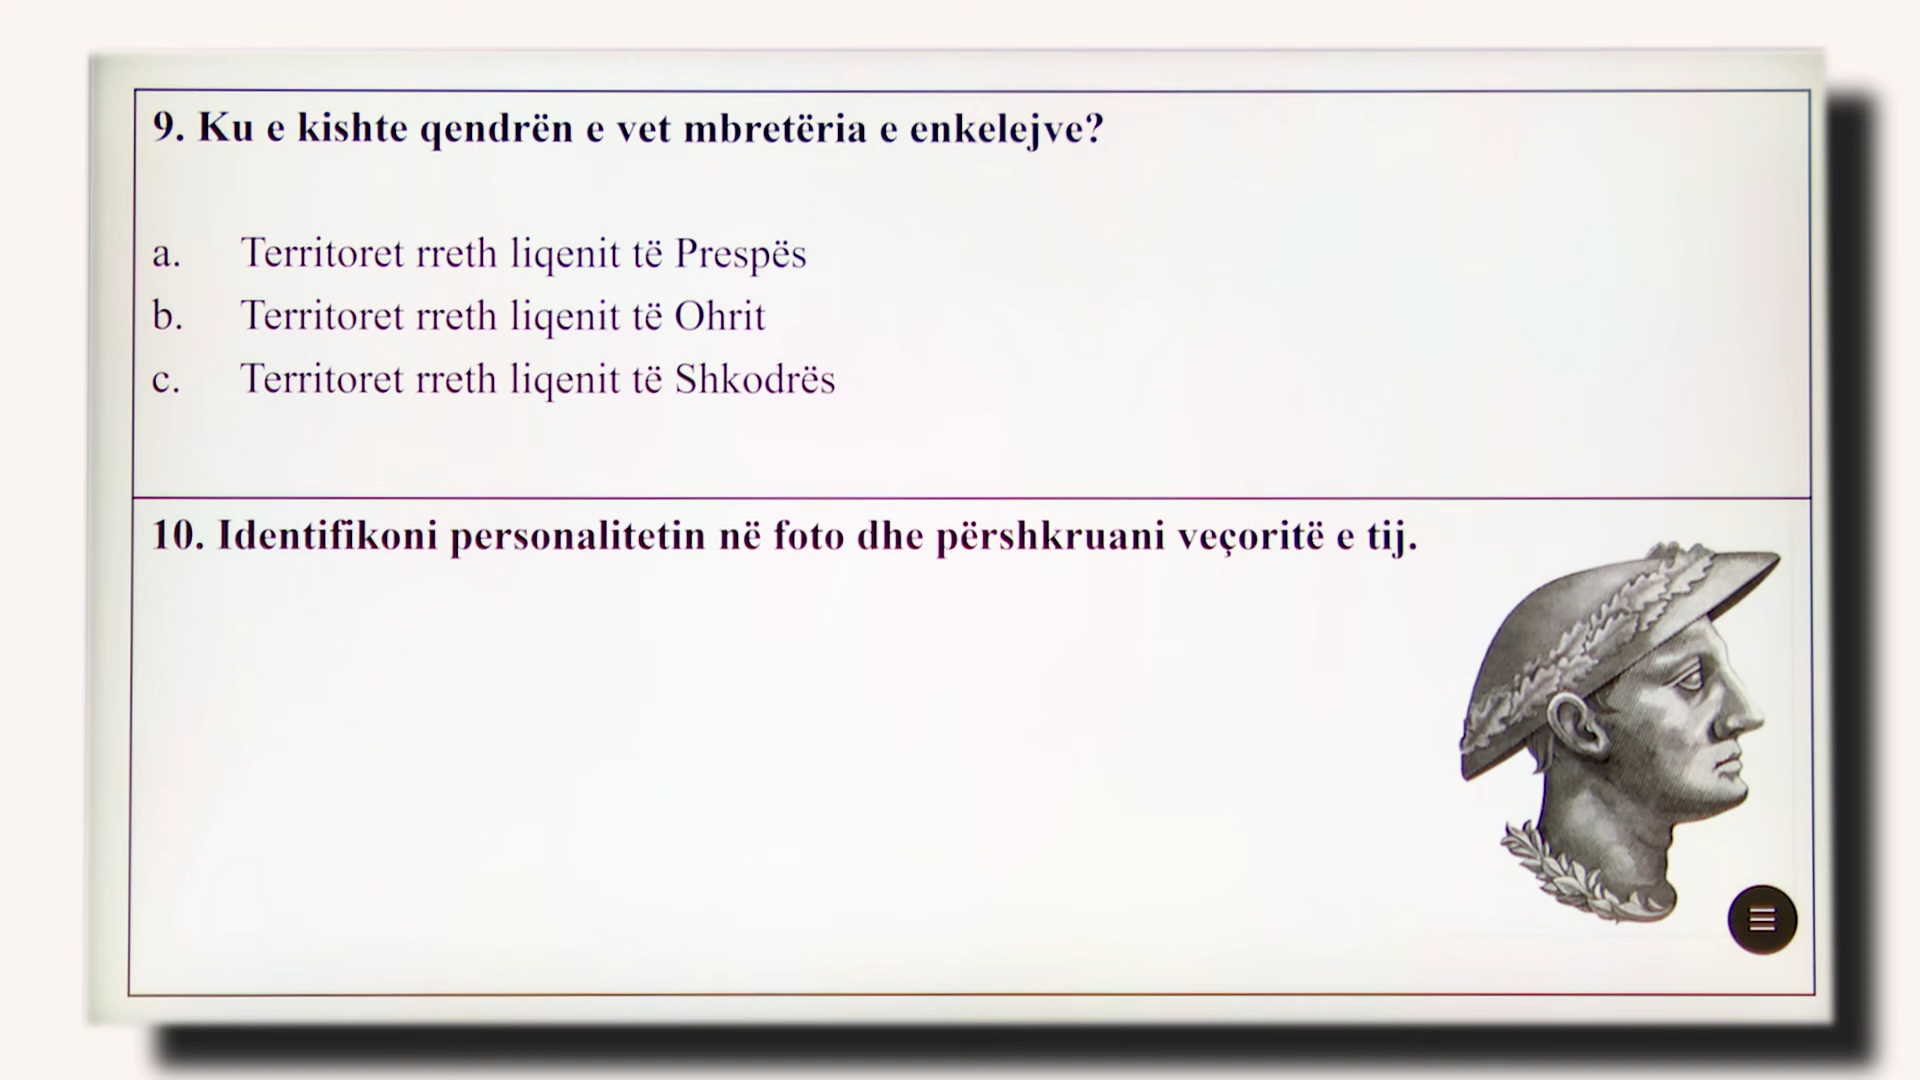 9. Ku e kishte qendrën e vet mbretëria e enkelejve?
a. Territoret rreth liqenit të Prespës
b. Territoret rreth liqenit të Ohrit
c. Territoret rreth liqenit të Shkodrës
10. Identifikoni personalitetin në foto dhe përshkruani veçoritë e tij.